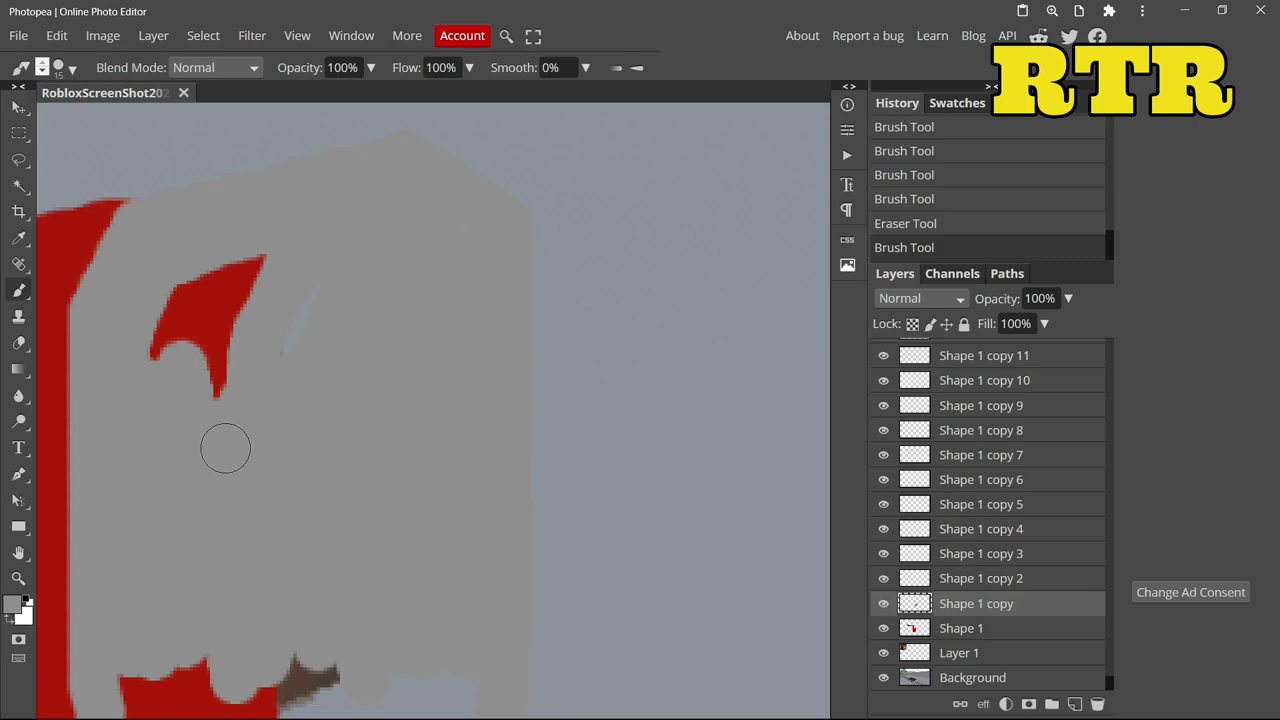 Photopea | Online Photo Editor
File Edit Image Layer Select Filter View Window More Account About Report a bug Learn Blog API
RTR
15 Blend Mode: Normal Opacity: 100% Flow: 100% Smooth: 0%
RobloxScreenShot202
History Swatches
Brush Tool
Brush Tool
Brush Tool
Brush Tool
Eraser Tool
Brush Tool
CSS
Layers Channels Paths
Normal Opacity: 100%
Lock: Fill: 100%
Shape 1 copy 11
Shape 1 copy 10
Shape 1 copy 9
Shape 1 copy 8
Shape 1 copy 7
Shape 1 copy 6
Shape 1 copy 5
Shape 1 copy 4
Shape 1 copy 3
Shape 1 copy 2
Shape 1 copy
Shape 1
Layer 1
Background
eff
Change Ad Consent